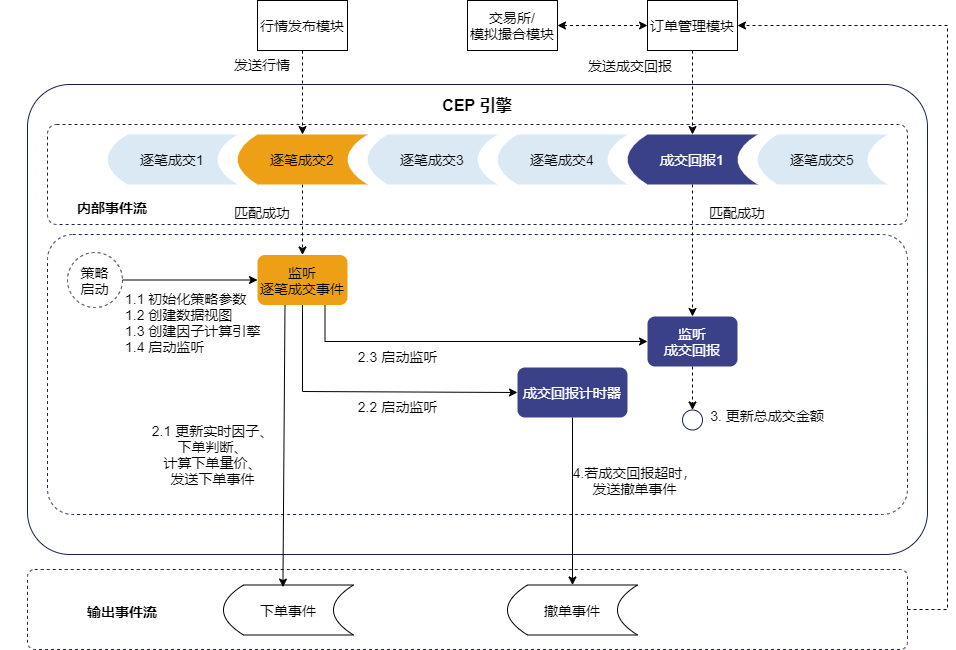 行情发布模块
交易所/
模拟撮合模块
订单管理模块
发送行情
发送成交回报
CEP 引擎
逐笔成交1
逐笔成交2
逐笔成交3
逐笔成交4
成交回报1
逐笔成交5
内部事件流
匹配成功
匹配成功
策略
启动
监听
逐笔成交事件
1.1 初始化策略参数
1.2 创建数据视图
1.3 创建因子计算引擎
1.4 启动监听
监听
成交回报
2.3 启动监听
成交回报计时器
2.2 启动监听
3. 更新总成交金额
2.1 更新实时因子、
下单判断、
计算下单量价、
发送下单事件
4.若成交回报超时，
发送撤单事件
输出事件流
下单事件
撤单事件